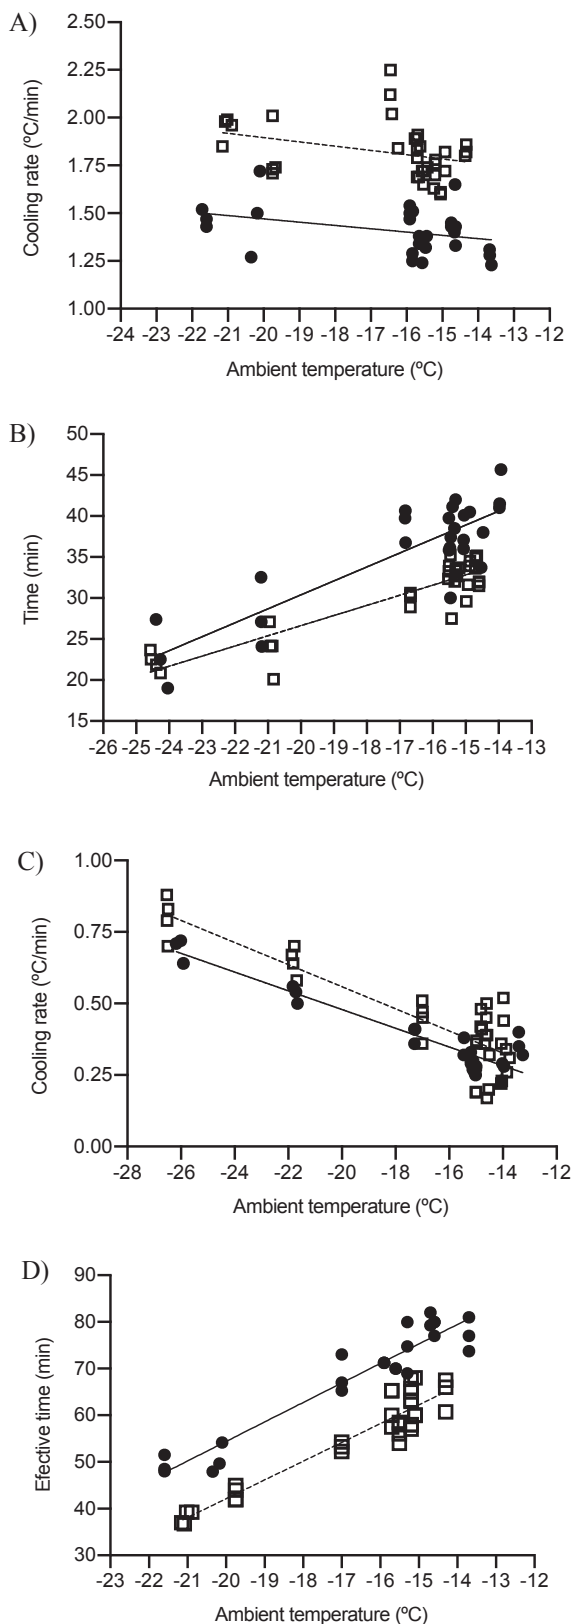 A)
2.50
2.00
1.75
1.50
1.25
1.00
Cooling rate (ºC/min)
-24 -23 -22 -21 -20 -19 -18 -17 -16 -15 -14 -13 -12
Ambient temperature (ºC)
B)
50
45
40
35
30
25
20
15
Time (min)
-26 -25 -24 -23 -22 -21 -20 -19 -18 -17 -16 -15 -14 -13
Ambient temperature (ºC)
C)
1.00
0.75
0.50
0.25
0.00
Cooling rate (ºC/min)
-28 -26 -24 -22 -20 -18 -16 -14 -12
Ambient temperature (ºC)
D)
90
80
70
60
50
40
30
Efective time (min)
-23 -22 -21 -20 -19 -18 -17 -16 -15 -14 -13 -12
Ambient temperature (ºC)